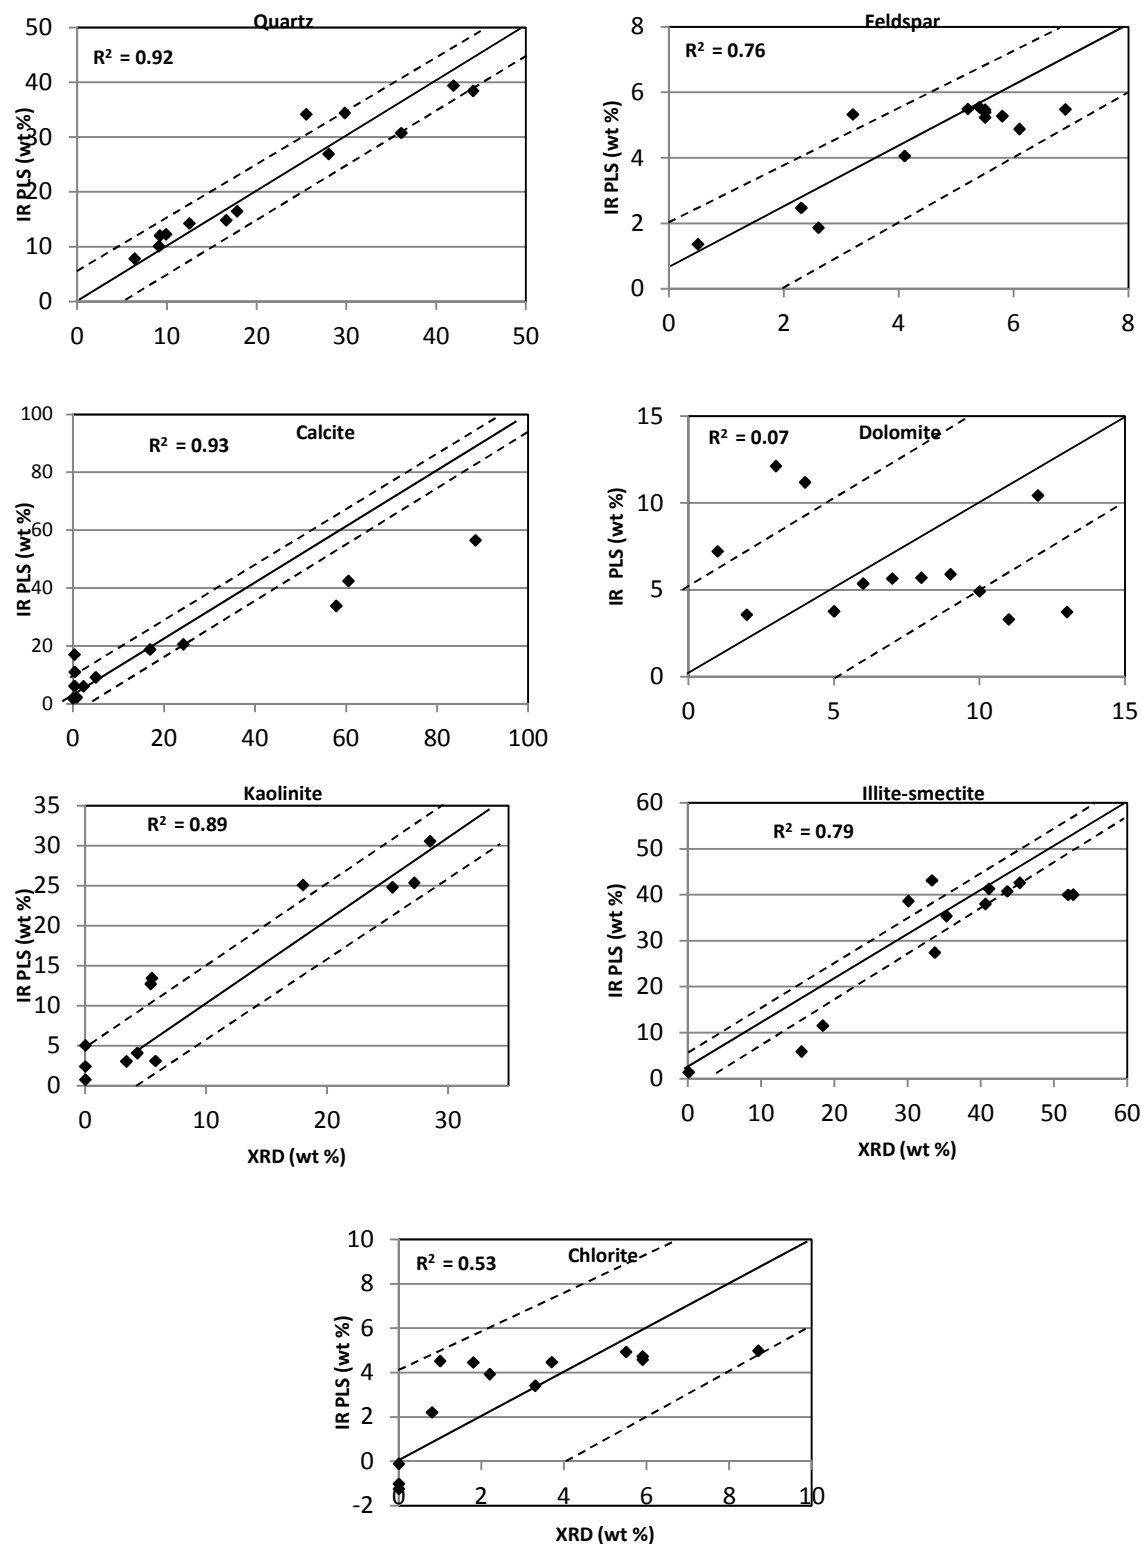 Quartz
R² = 0.92
IR PLS (wt %)
50
40
30
20
10
0
0 10 20 30 40 50
Feldspar
R² = 0.76
IR PLS (wt %)
8
6
4
2
0
0 2 4 6 8
Calcite
R² = 0.93
IR PLS (wt %)
100
80
60
40
20
0
0 20 40 60 80 100
Dolomite
R² = 0.07
IR PLS (wt %)
15
10
5
0
0 5 10 15
Kaolinite
R² = 0.89
IR PLS (wt %)
35
30
25
20
15
10
5
0
0 10 20 30
XRD (wt %)
Illite-smectite
R² = 0.79
IR PLS (wt %)
60
50
40
30
20
10
0
0 10 20 30 40 50 60
XRD (wt %)
Chlorite
R² = 0.53
IR PLS (wt %)
10
8
6
4
2
0
-2
0 2 4 6 8 10
XRD (wt %)